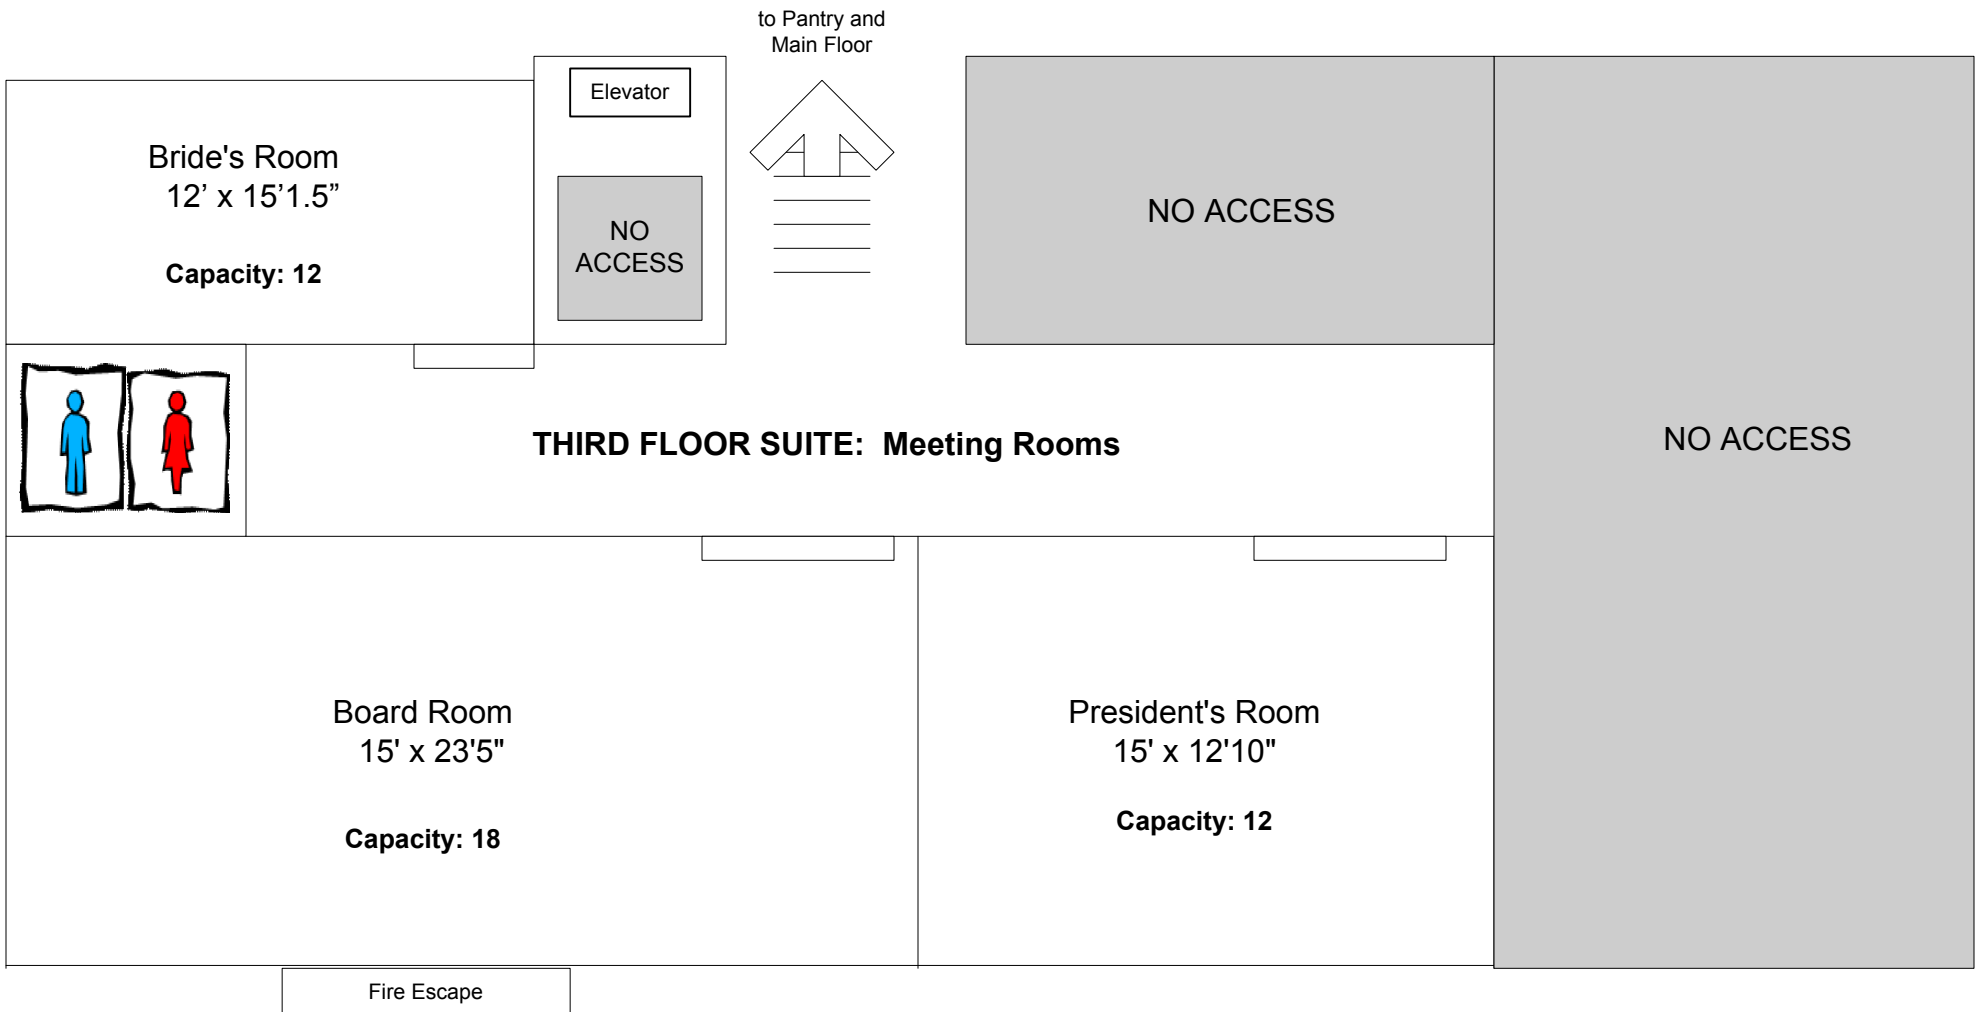 to Pantry and
Main Floor
Elevator
Bride's Room
12’ x 15’1.5”
Capacity: 12
NO
ACCESS
NO ACCESS
NO ACCESS
THIRD FLOOR SUITE:  Meeting Rooms
Board Room
15' x 23'5"
Capacity: 18
President's Room
15' x 12'10"
Capacity: 12
Fire Escape